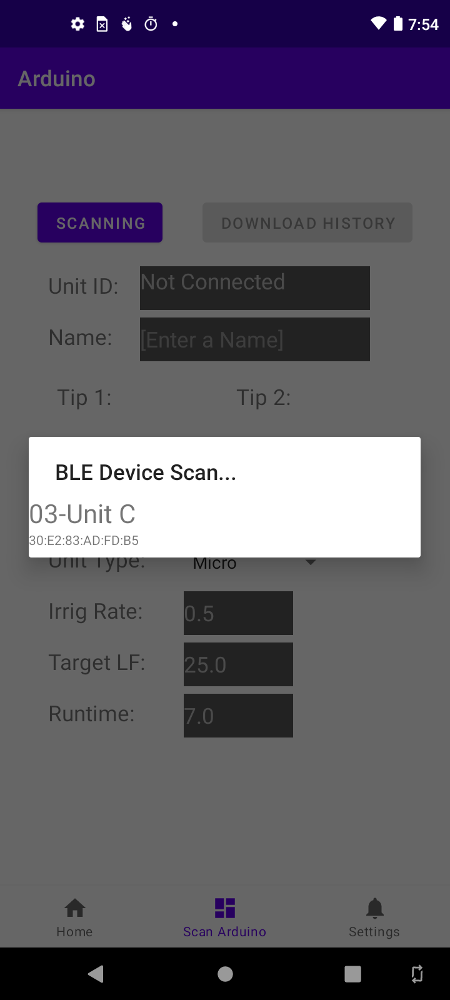 7:54
Arduino
SCANNING
DOWNLOAD HISTORY
Unit ID:
Not Connected
Name:
[Enter a Name]
Tip 1:
Tip 2:
BLE Device Scan...
03-Unit C
30:E2:83:AD:FD:B5
Unit Type:
Micro
Irrig Rate:
0.5
Target LF:
25.0
Runtime:
7.0
Home
Scan Arduino
Settings